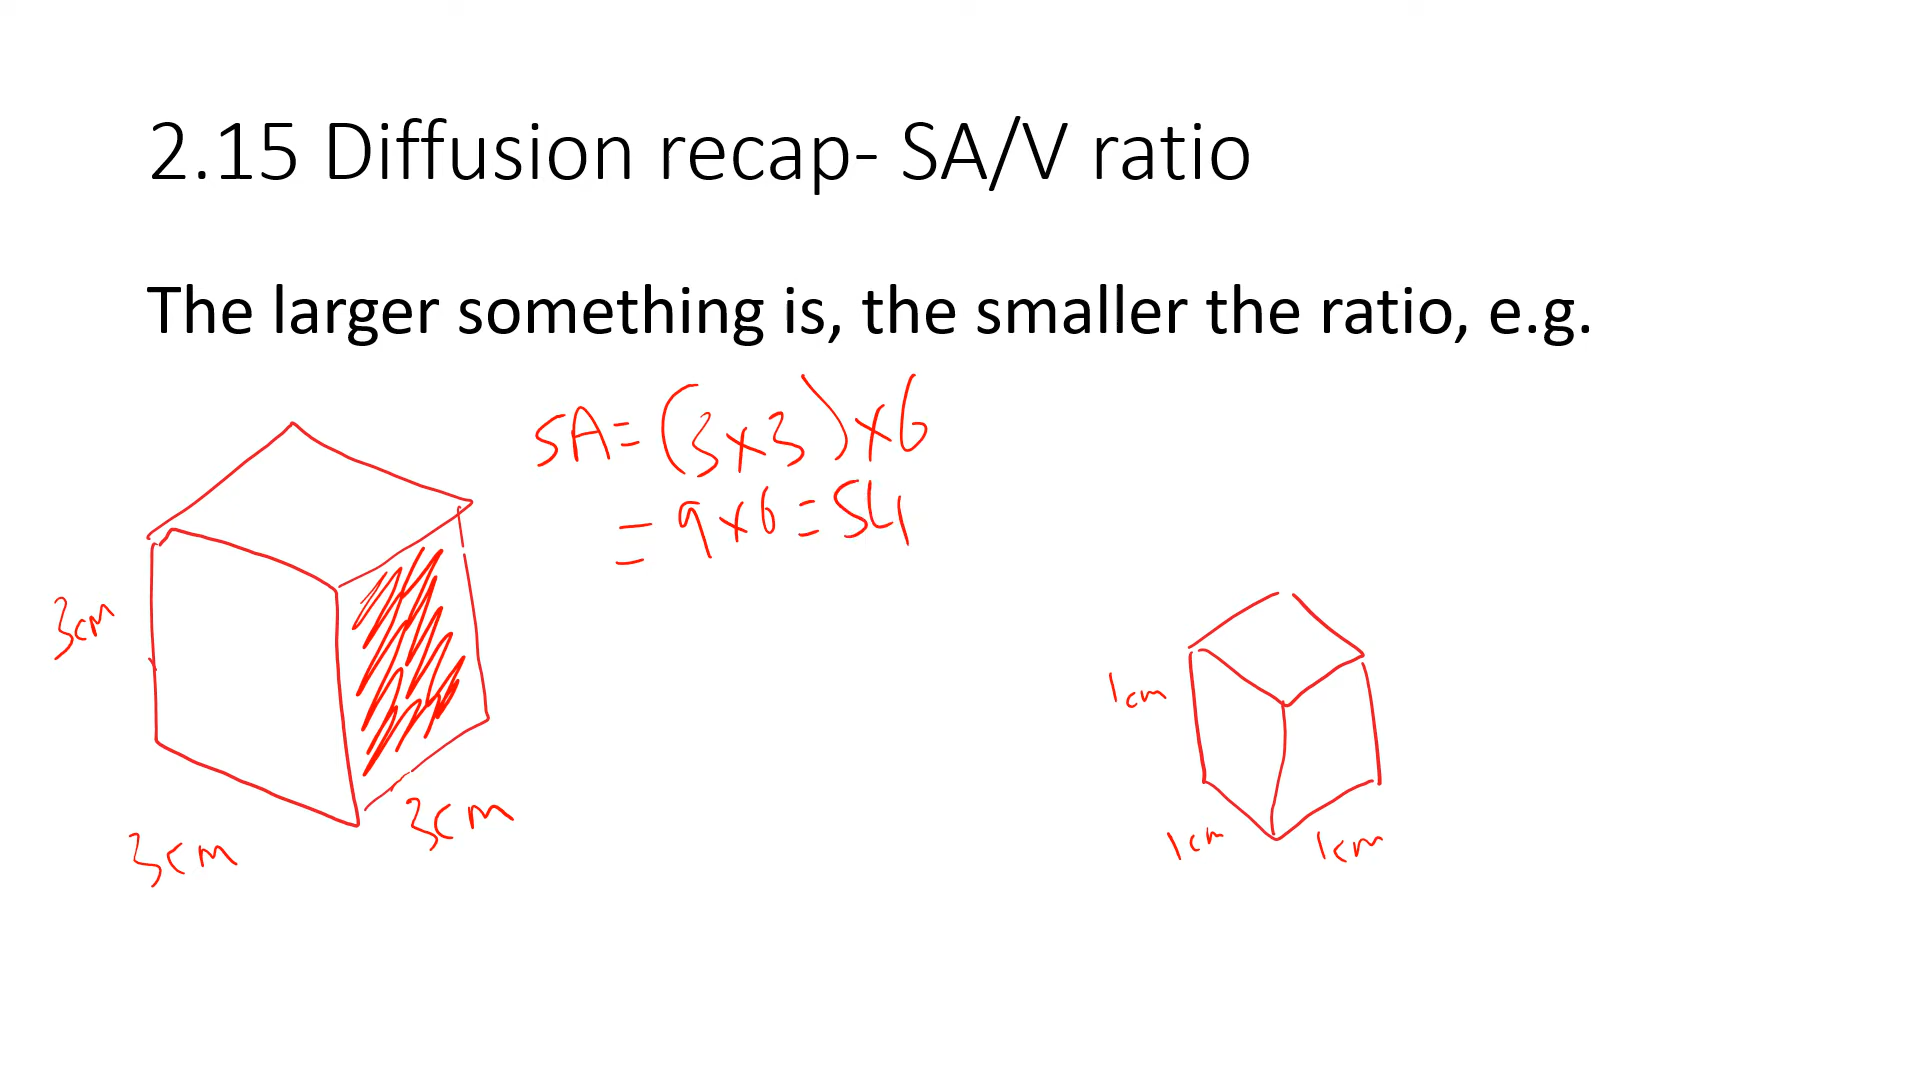 2.15 Diffusion recap- SA/V ratio
The larger something is, the smaller the ratio, e.g.
SA= (3x3)x6
= 9x6=54
3cm
3cm
3cm
1cm
1cm
1cm